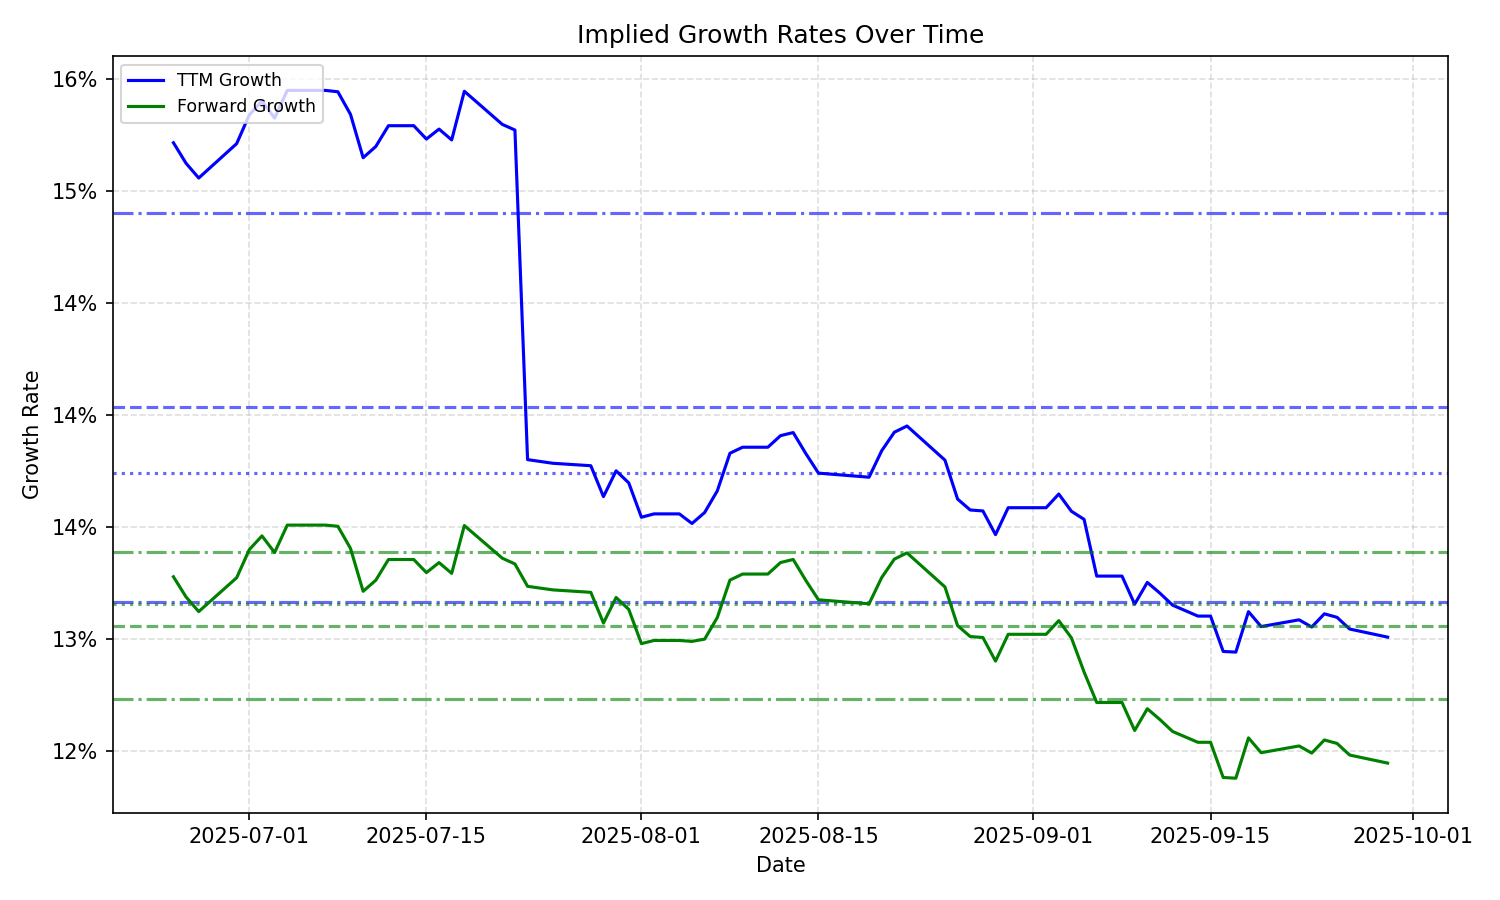 Implied Growth Rates Over Time
TTM Growth
Forward Growth
16%
15%
14%
14%
14%
13%
12%
Growth Rate
2025-07-01
2025-07-15
2025-08-01
2025-08-15
2025-09-01
2025-09-15
2025-10-01
Date